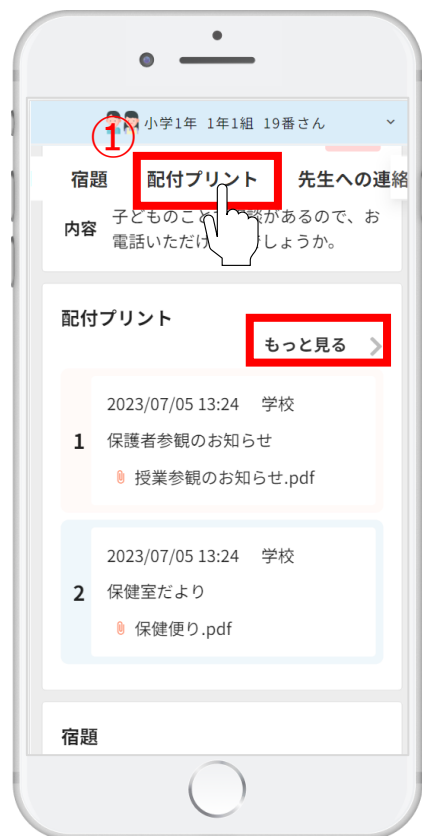 小学1年 1年1組 19番さん
①
宿題 配付プリント 先生への連絡
内容 子どものこと 談があるので、お
電話いただけ しょうか。
配付プリント
もっと見る
2023/07/05 13:24 学校
1 保護者参観のお知らせ
授業参観のお知らせ.pdf
2023/07/05 13:24 学校
2 保健室だより
保健便り.pdf
宿題